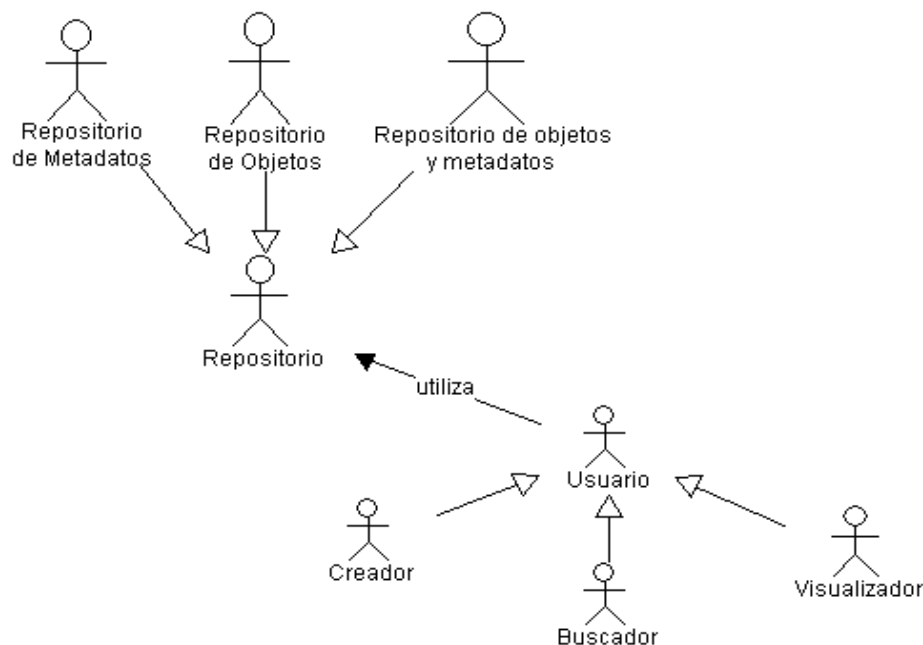 Repositorio
de Metadatos
Repositorio
de Objetos
Repositorio de objetos
y metadatos
Repositorio
utiliza
Usuario
Creador
Buscador
Visualizador